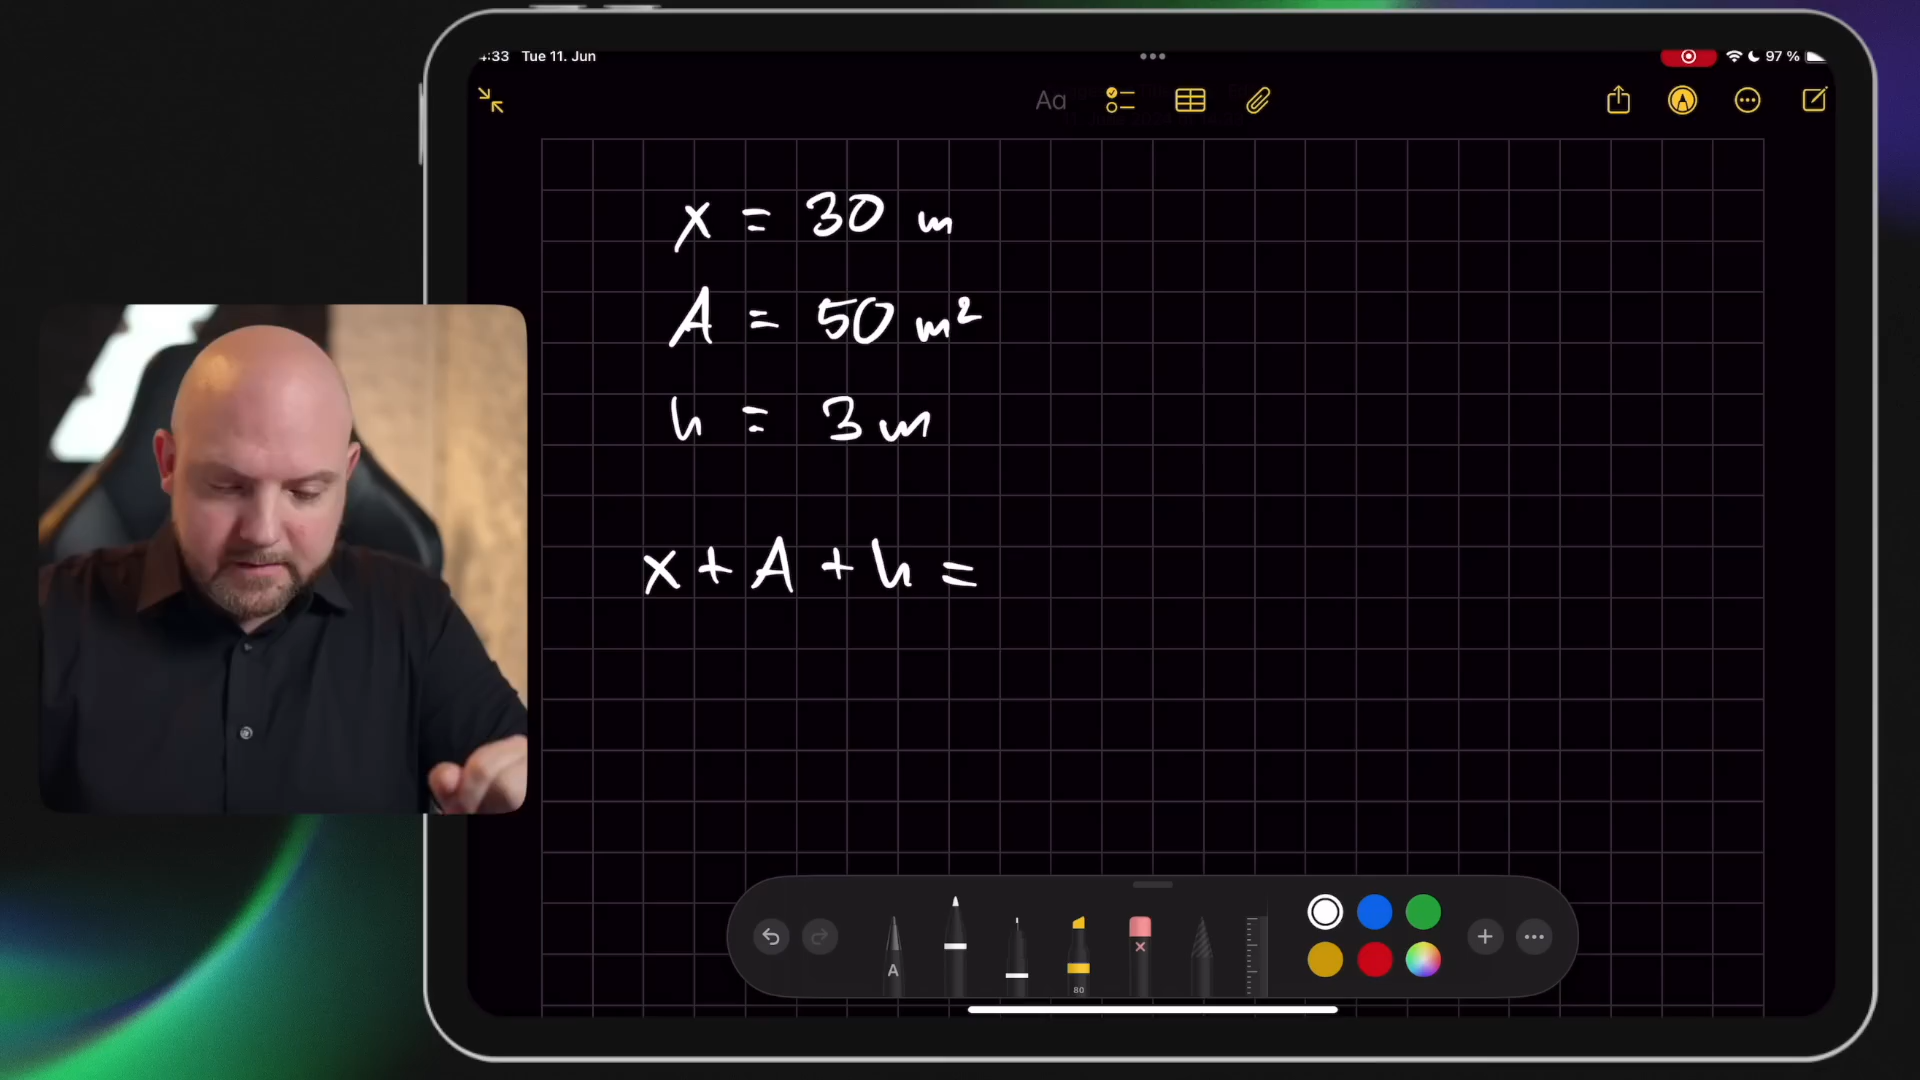 4:33 Tue 11. Jun
97 %
Aa
x = 30 m
A = 50 m²
h = 3 m
x + A + h =
A
80